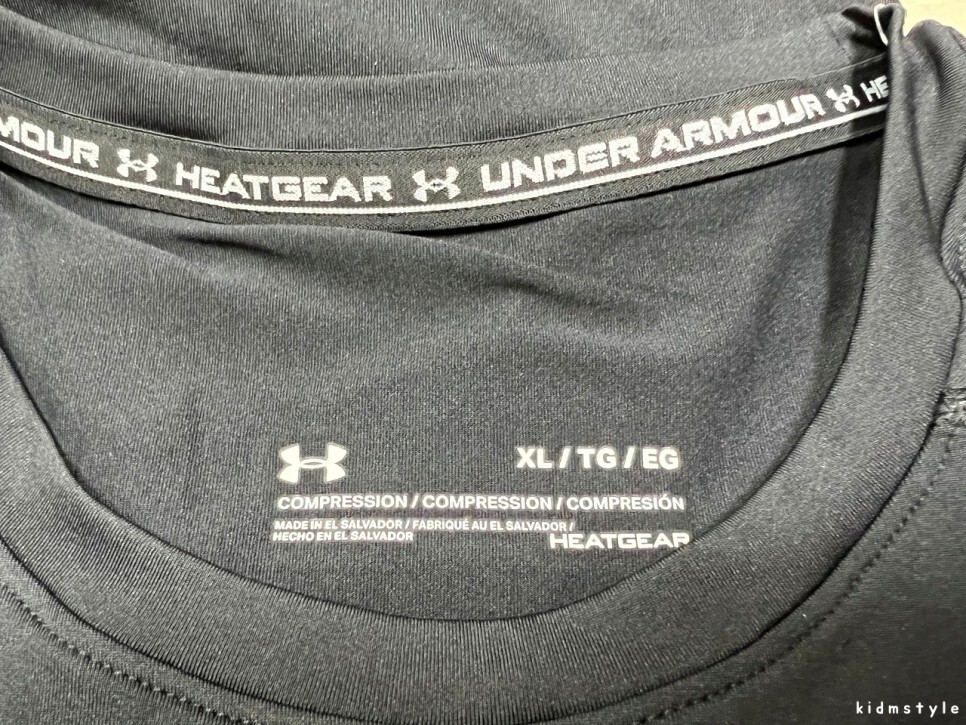 MOUR HEATGEAR UNDER ARMOUR HE
XL / TG / EG
COMPRESSION / COMPRESSION / COMPRESIÓN
MADE IN EL SALVADOR / FABRIQUÉ AU EL SALVADOR /
HECHO EN EL SALVADOR
HEATGEAR
kidmstyle